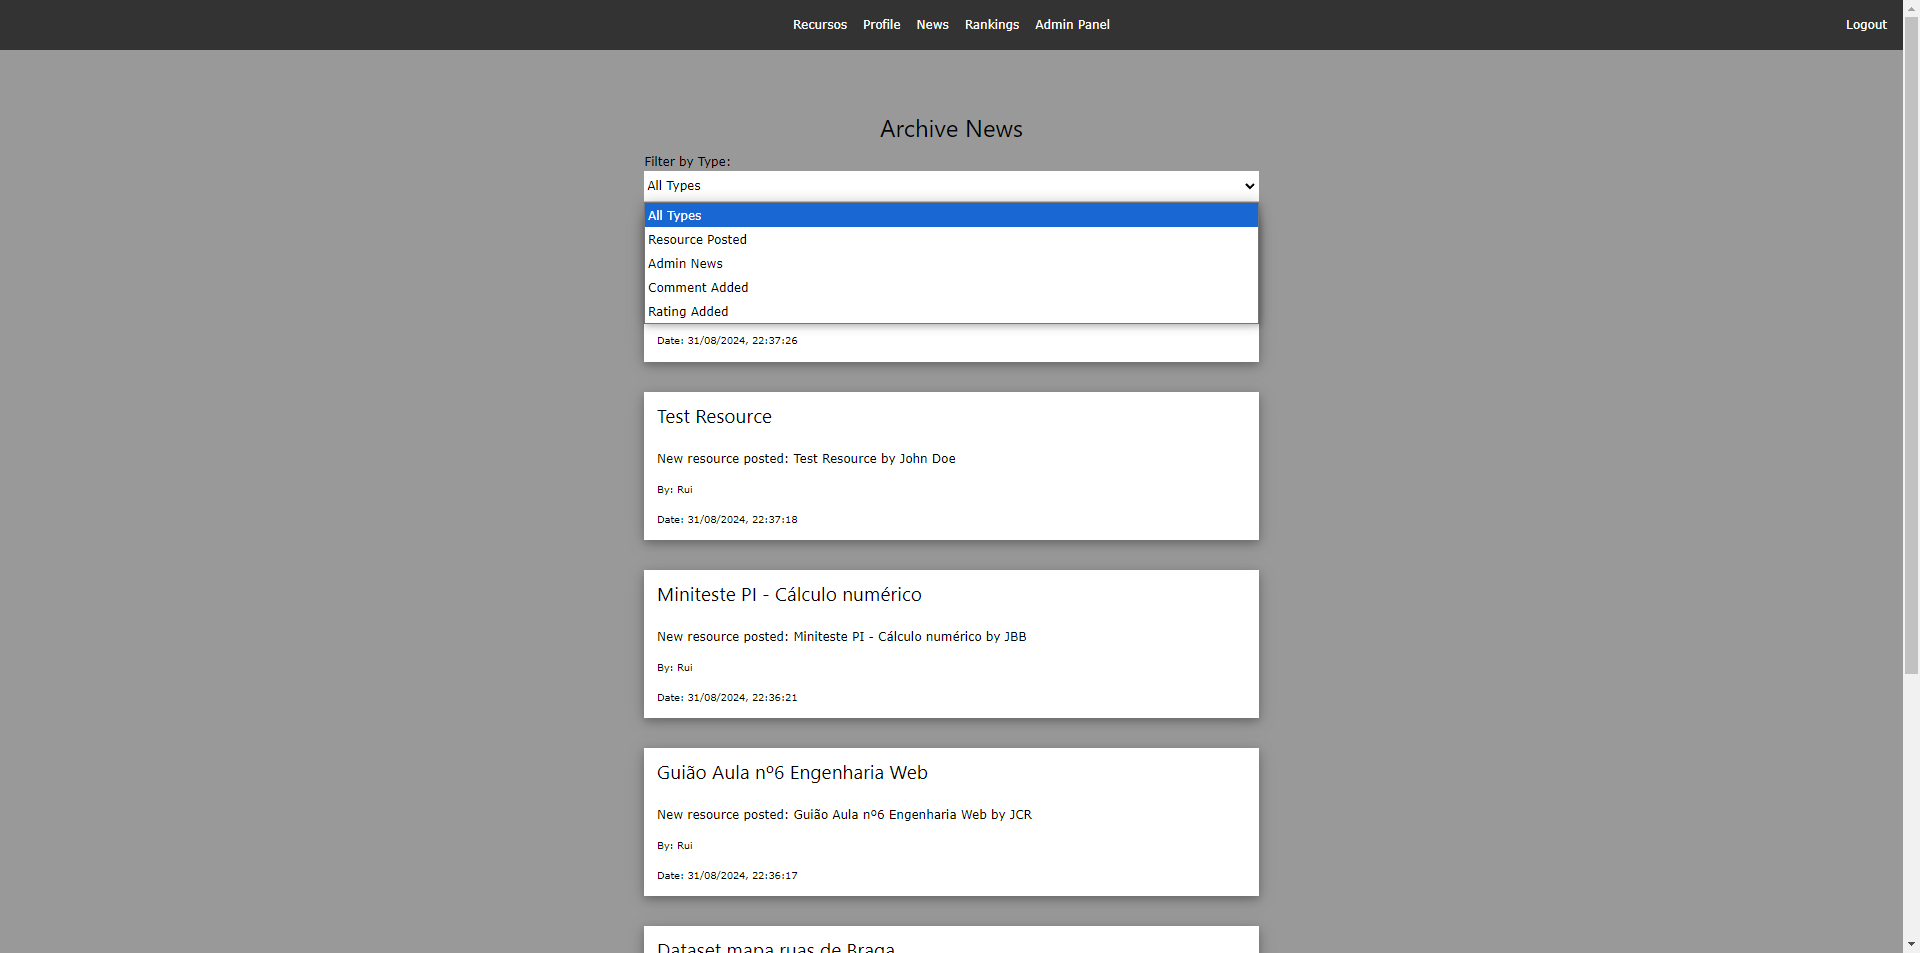 Recursos Profile News Rankings Admin Panel Logout
Archive News
Filter by Type:
All Types
All Types
Resource Posted
Admin News
Comment Added
Rating Added
Date: 31/08/2024, 22:37:26
Test Resource
New resource posted: Test Resource by John Doe
By: Rui
Date: 31/08/2024, 22:37:18
Miniteste PI - Cálculo numérico
New resource posted: Miniteste PI - Cálculo numérico by JBB
By: Rui
Date: 31/08/2024, 22:36:21
Guião Aula nº6 Engenharia Web
New resource posted: Guião Aula nº6 Engenharia Web by JCR
By: Rui
Date: 31/08/2024, 22:36:17
Dataset mapa ruas de Braga